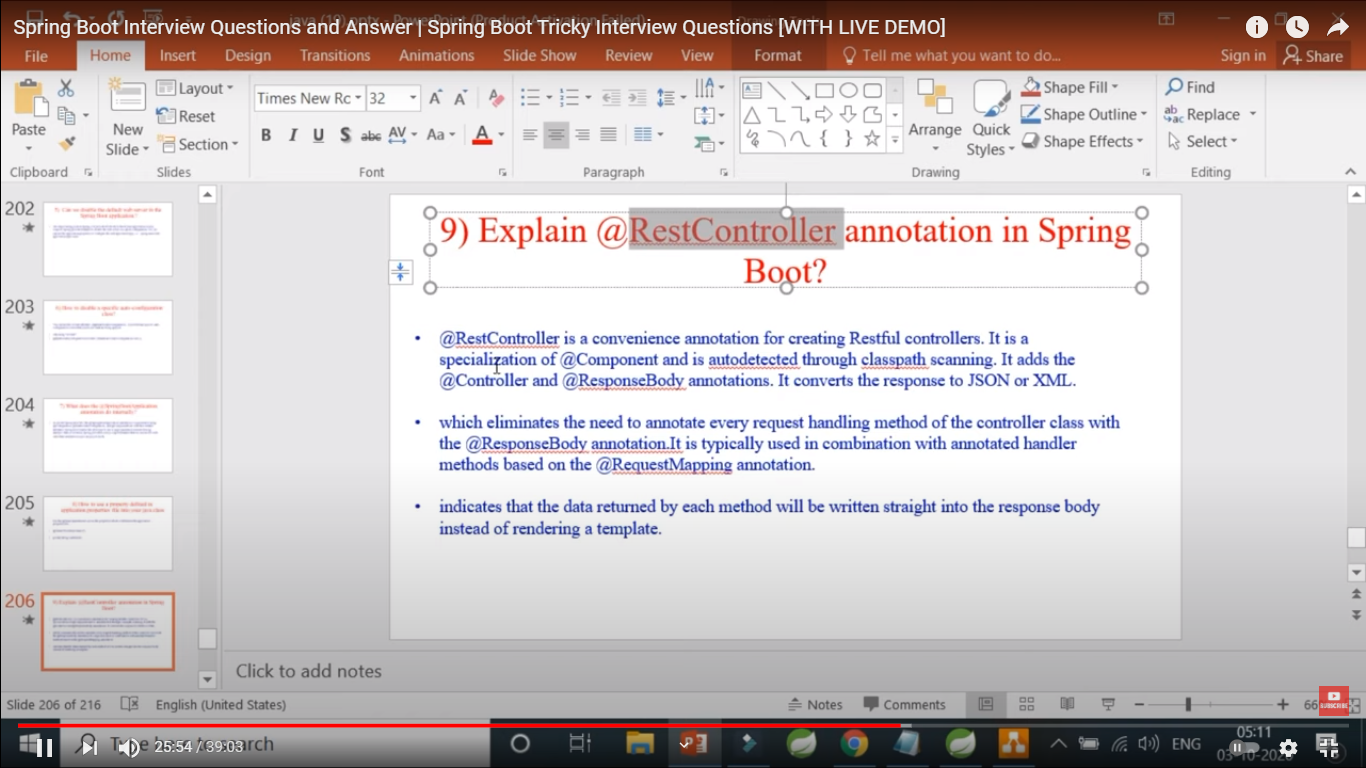 Spring Boot Interview Questions and Answer | Spring Boot Tricky Interview Questions [WITH LIVE DEMO]
File Home Insert Design Transitions Animations Slide Show Review View Format Tell me what you want to do... Sign in Share
Paste
New Slide
Layout
Reset
Section
Times New Rc 32
Arrange
Quick Styles
Shape Fill
Shape Outline
Shape Effects
Find
Replace
Select
Clipboard Slides Font Paragraph Drawing Editing
202
203
204
205
206
9) Explain @RestController annotation in Spring
Boot?
• @RestController is a convenience annotation for creating Restful controllers. It is a
specialization of @Component and is autodetected through classpath scanning. It adds the
@Controller and @ResponseBody annotations. It converts the response to JSON or XML.
• which eliminates the need to annotate every request handling method of the controller class with
the @ResponseBody annotation.It is typically used in combination with annotated handler
methods based on the @RequestMapping annotation.
• indicates that the data returned by each method will be written straight into the response body
instead of rendering a template.
Click to add notes
Slide 206 of 216 English (United States) Notes Comments
SUBSCRIBE
25:54 / 39:03
ENG
05:11